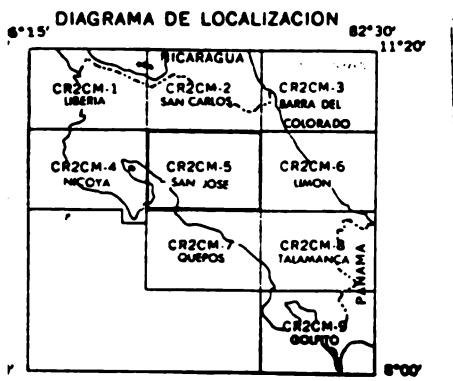 DIAGRAMA DE LOCALIZACION
6°15' 82°30'
11°20'
NICARAGUA
CR2CM-1 CR2CM-2 CR2CM-3
LIBERIA SAN CARLOS BARRA DEL
COLORADO
CR2CM-4 CR2CM-5 CR2CM-6
NICOYA SAN JOSE LIMON
CR2CM-7 CR2CM-8
QUEPOS TALAMANCA
PANAMA
CR2CM-9
GOLFITO
8°00'